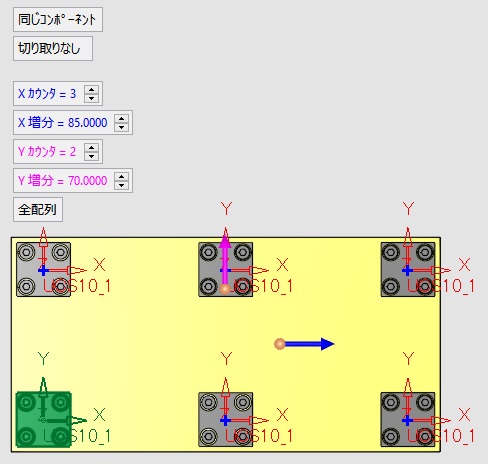 同じｺﾝﾎﾟｰﾈﾝﾄ
切り取りなし
X ｶｳﾝﾀ = 3
X 増分 = 85.0000
Y ｶｳﾝﾀ = 2
Y 増分 = 70.0000
全配列
Y Y Y
X X X
UCS10_1 UCS10_1 UCS10_1
Y Y Y
X X X
UCS10_1 UCS10_1 UCS10_1